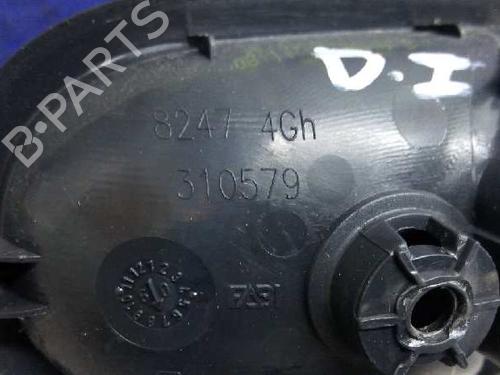 B-PARTS
D.I
8247 4Gh
310579
FABI